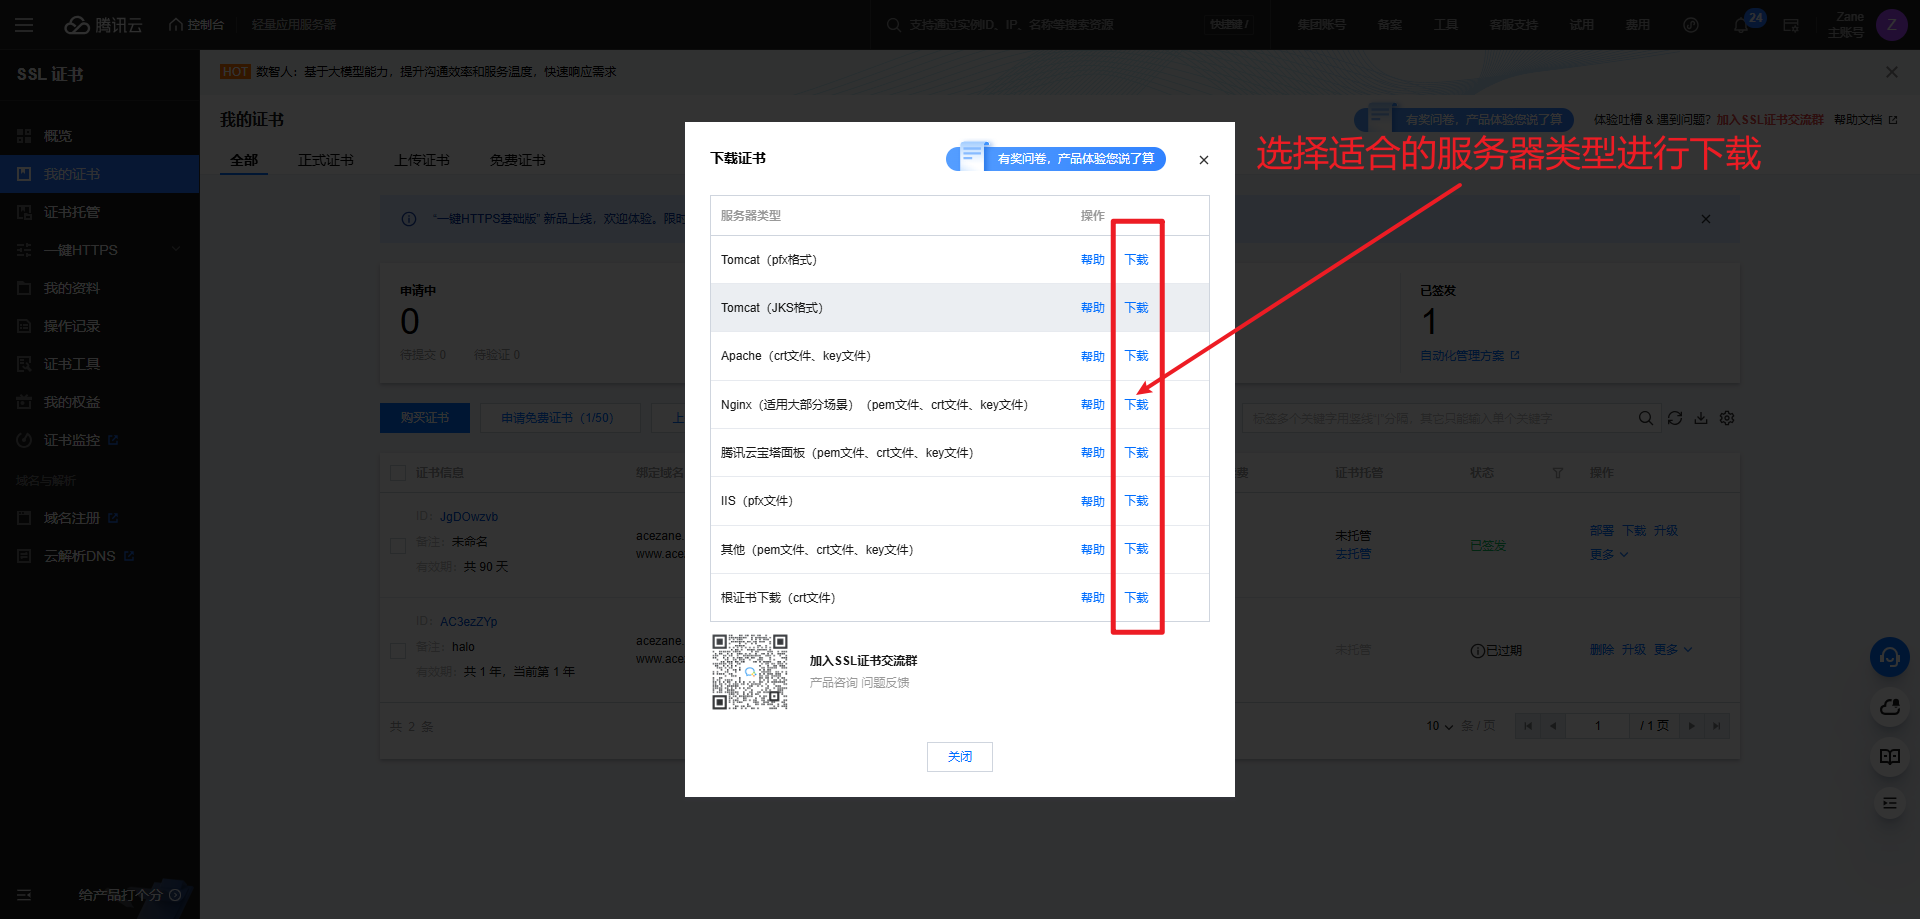 腾讯云
控制台
轻量应用服务器
支持通过实例ID、IP、名称等搜索资源
快捷键 /
集团账号
备案
工具
客服支持
试用
费用
24
Zane
主账号
Z
SSL 证书
HOT 数智人：基于大模型能力，提升沟通效率和服务温度，快速响应需求
概览
我的证书
证书托管
一键HTTPS
我的资料
操作记录
证书工具
我的权益
证书监控
域名与解析
域名注册
云解析DNS
给产品打个分
我的证书
有奖问卷，产品体验您说了算
体验吐槽 & 遇到问题？加入SSL证书交流群
帮助文档
全部
正式证书
上传证书
免费证书
选择适合的服务器类型进行下载
“一键HTTPS基础版” 新品上线，欢迎体验。限时
申请中
0
待提交 0
待验证 0
已签发
1
自动化管理方案
购买证书
申请免费证书（1/50）
上
标签多个关键字用竖线“|”分隔，其它只能输入单个关键字
证书信息
绑定域名
费
证书托管
状态
操作
ID： JgDOwzvb
备注： 未命名
有效期： 共 90 天
acezane.
www.ace
未托管
去托管
已签发
部署 下载 升级
更多
ID： AC3ezZYp
备注： halo
有效期： 共 1 年，当前第 1 年
acezane.
www.ace
未托管
已过期
删除 升级 更多
共 2 条
10 条 / 页
1
/ 1 页
下载证书
有奖问卷，产品体验您说了算
服务器类型
操作
Tomcat（pfx格式） 帮助 下载
Tomcat（JKS格式） 帮助 下载
Apache（crt文件、key文件） 帮助 下载
Nginx（适用大部分场景）（pem文件、crt文件、key文件） 帮助 下载
腾讯云宝塔面板（pem文件、crt文件、key文件） 帮助 下载
IIS（pfx文件） 帮助 下载
其他（pem文件、crt文件、key文件） 帮助 下载
根证书下载（crt文件） 帮助 下载
加入SSL证书交流群
产品咨询 问题反馈
关闭